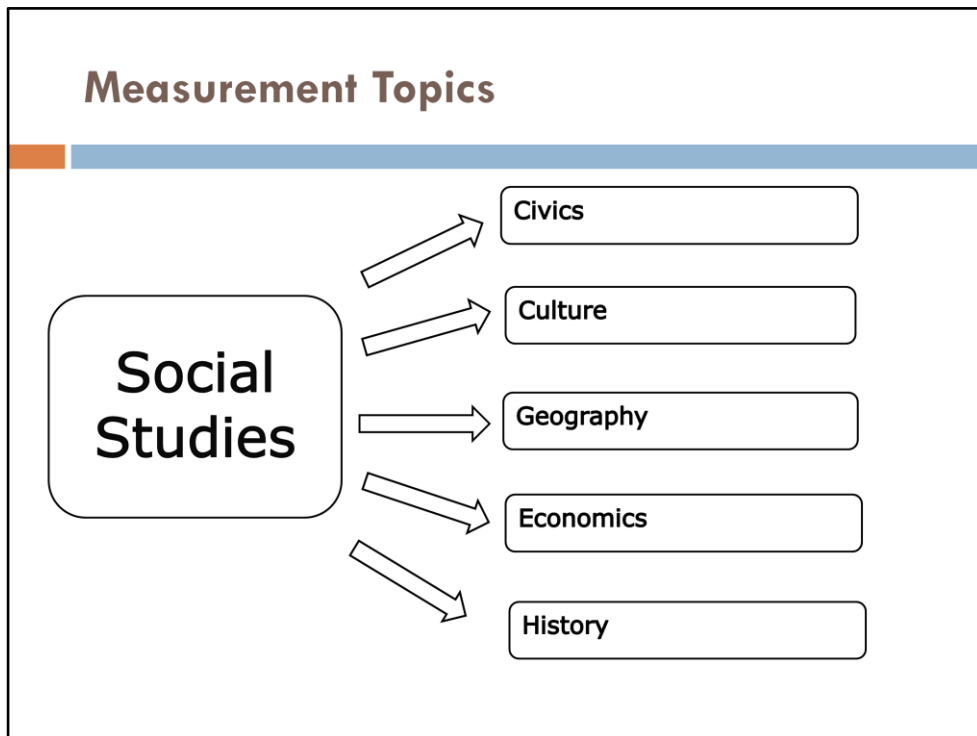 Measurement Topics
Civics
Culture
Social
Studies
Geography
Economics
History